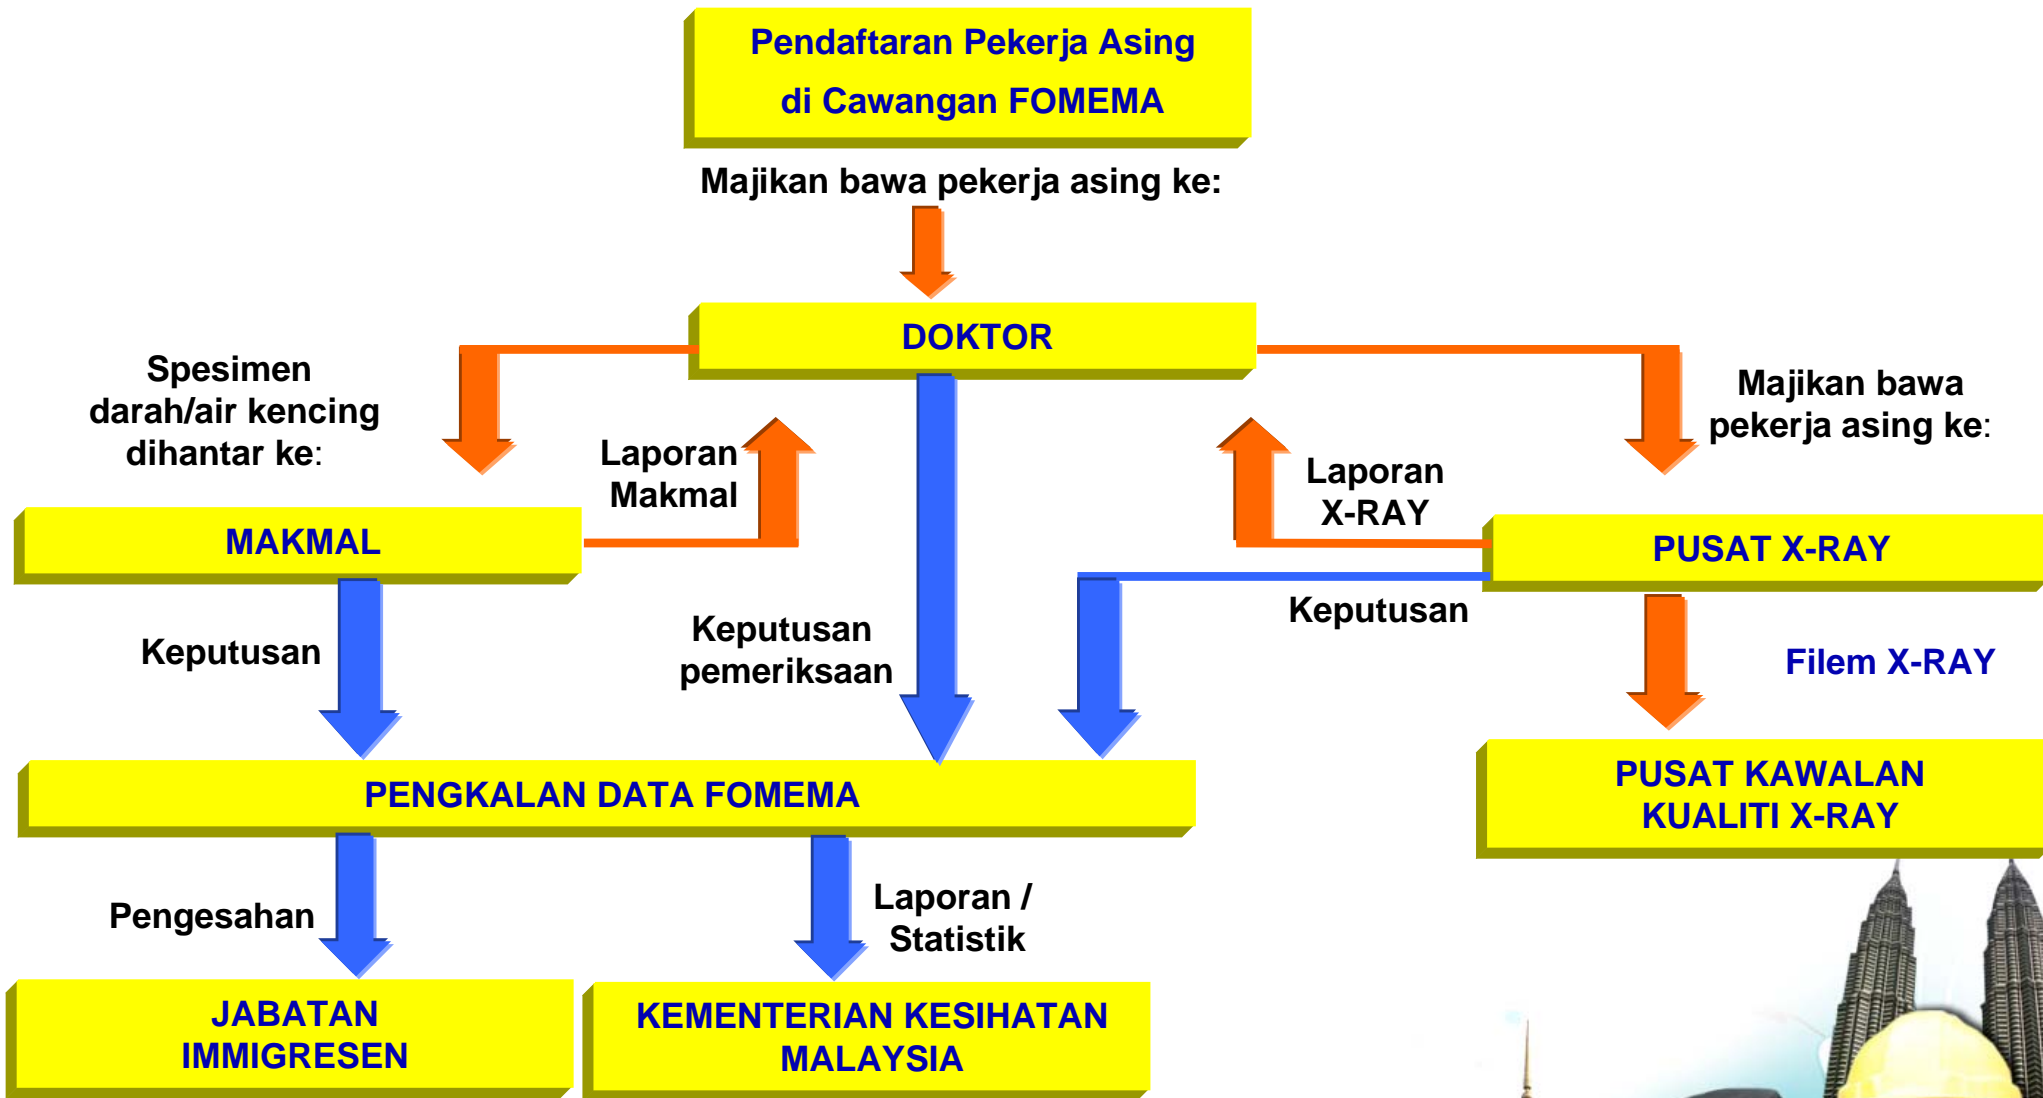 Pendaftaran Pekerja Asing
di Cawangan FOMEMA
Majikan bawa pekerja asing ke:
DOKTOR
Spesimen
darah/air kencing
dihantar ke:
Laporan
Makmal
Laporan
X-RAY
Majikan bawa
pekerja asing ke:
MAKMAL
PUSAT X-RAY
Keputusan
Keputusan
pemeriksaan
Keputusan
Filem X-RAY
PENGKALAN DATA FOMEMA
PUSAT KAWALAN
KUALITI X-RAY
Pengesahan
Laporan /
Statistik
JABATAN
IMMIGRESEN
KEMENTERIAN KESIHATAN
MALAYSIA